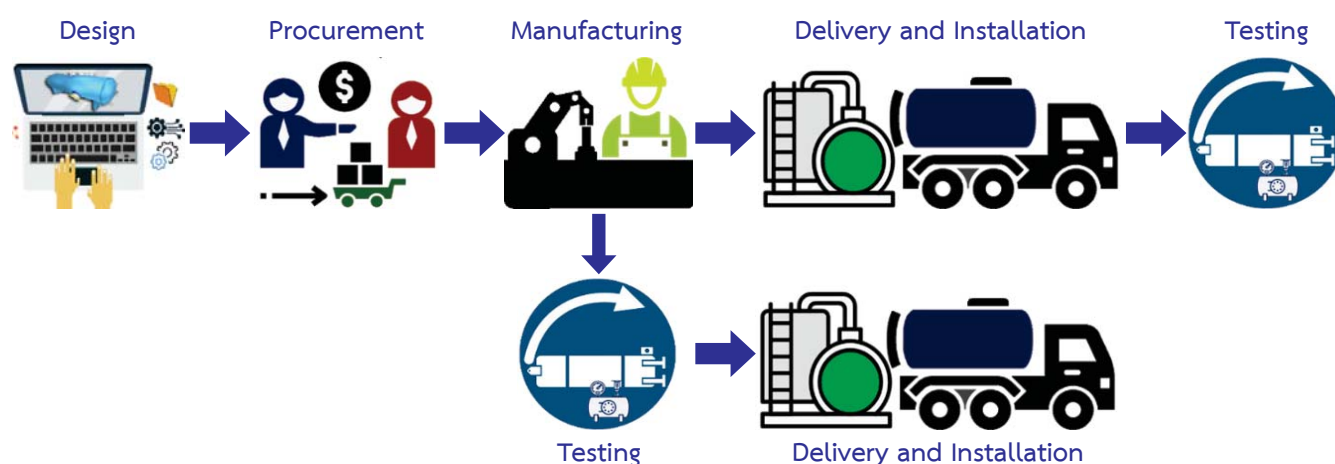 Design
Procurement
Manufacturing
Delivery and Installation
Testing
$
Testing
Delivery and Installation